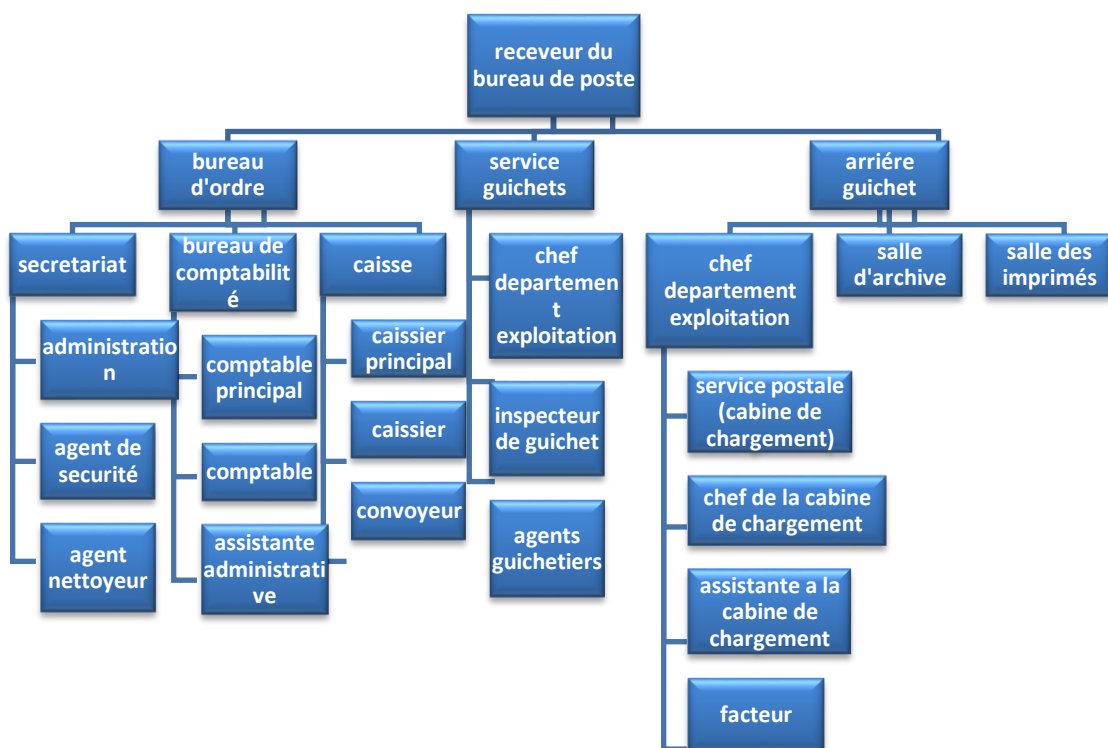 receveur du
bureau de poste
bureau
d'ordre
service
guichets
arriére
guichet
secretariat
bureau de
comptabilit
é
caisse
chef
departemen
t
exploitation
chef
departement
exploitation
salle
d'archive
salle des
imprimés
administratio
n
agent de
securité
agent
nettoyeur
comptable
principal
comptable
assistante
administrati
ve
caissier
principal
caissier
convoyeur
inspecteur
de guichet
agents
guichetiers
service postale
(cabine de
chargement)
chef de la cabine
de chargement
assistante a la
cabine de
chargement
facteur